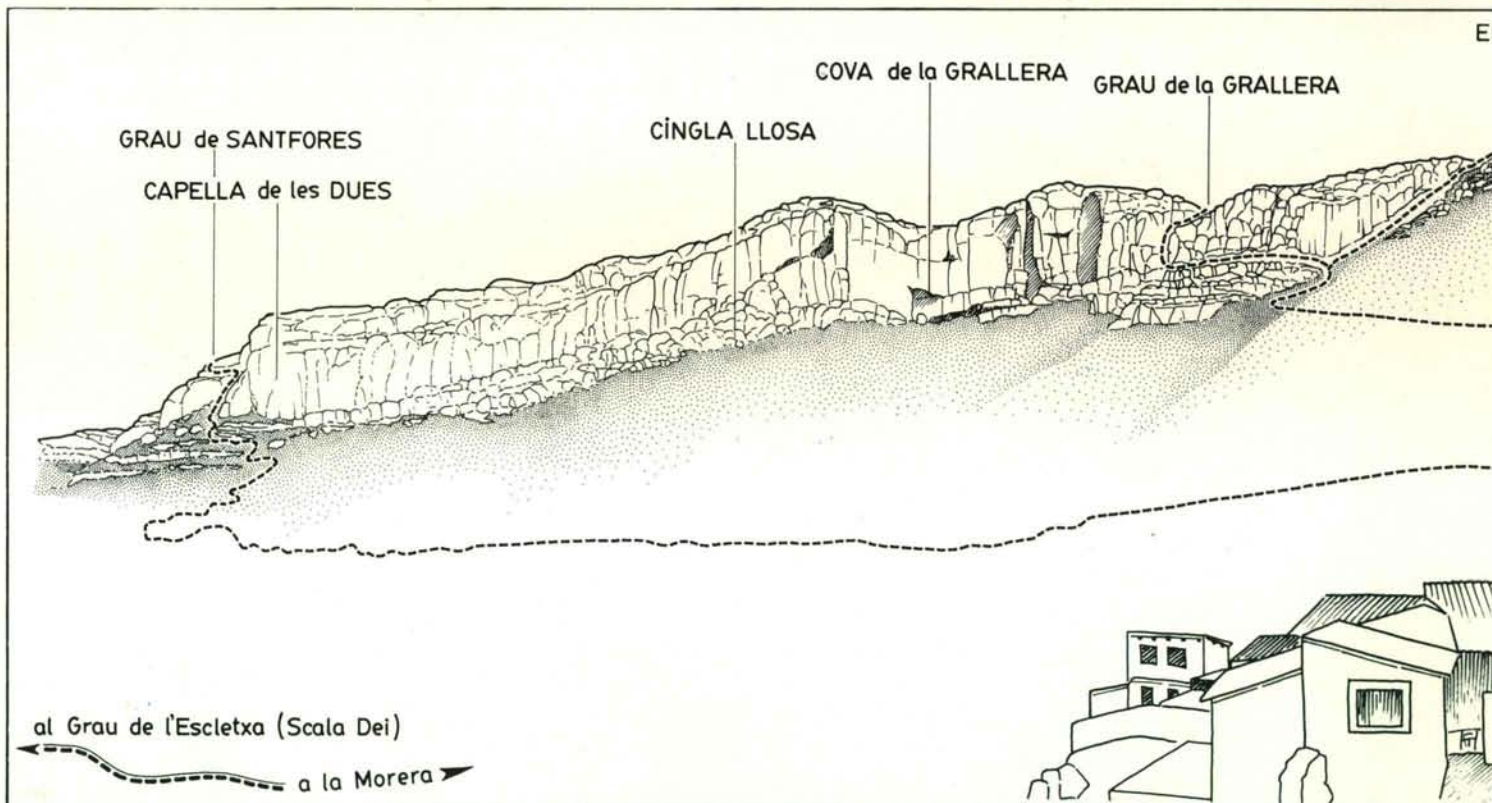 E
COVA de la GRALLERA
GRAU de la GRALLERA
CÍNGLA LLOSA
GRAU de SANTFORES
CAPELLA de les DUES
al Grau de l'Escletxa (Scala Dei)
a la Morera